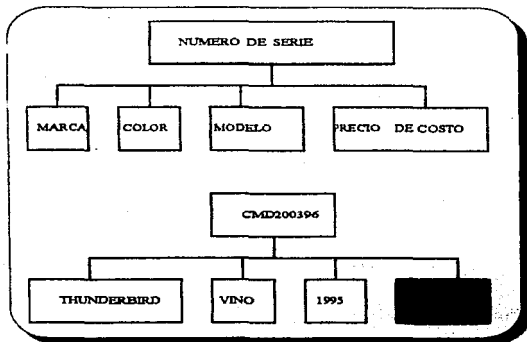 NUMERO DE SERIE
MARCA COLOR MODELO PRECIO DE COSTO
CMD200396
THUNDERBIRD VINO 1995